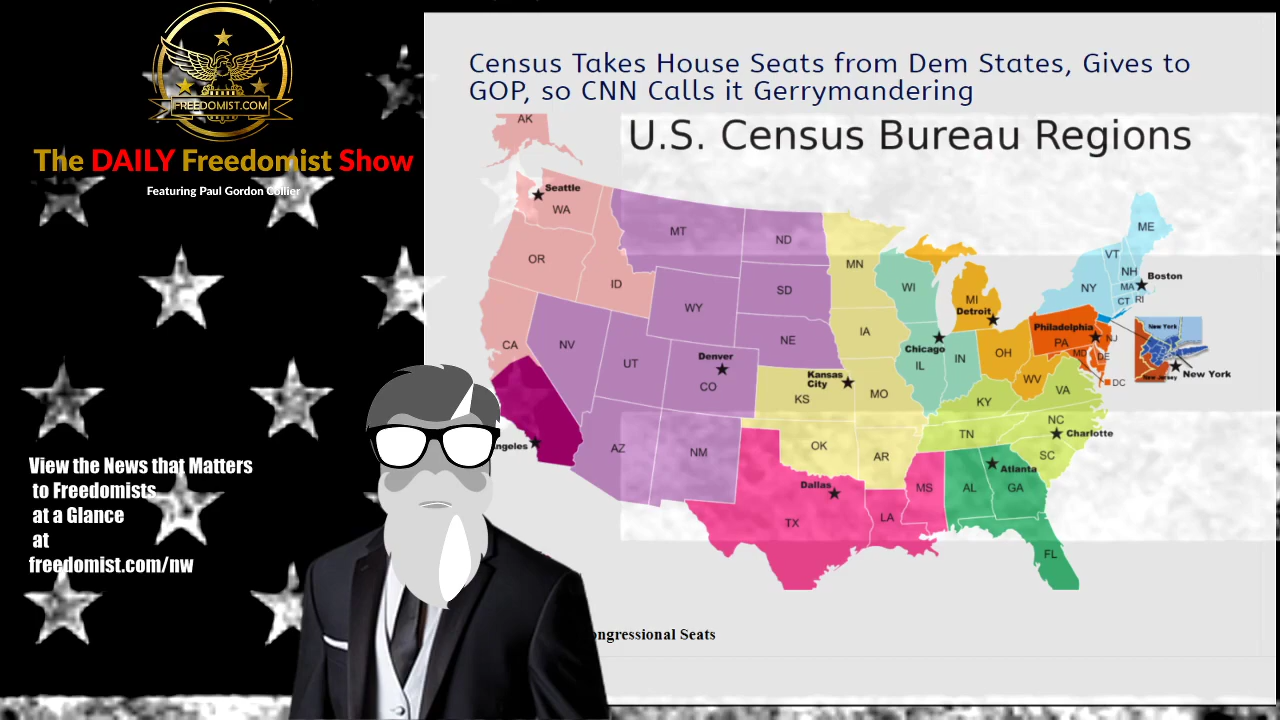 FREEDOMIST.COM
The DAILY Freedomist Show
Featuring Paul Gordon Collier
View the News that Matters
to Freedomists
at a Glance
at
freedomist.com/nw
Census Takes House Seats from Dem States, Gives to
GOP, so CNN Calls it Gerrymandering
U.S. Census Bureau Regions
AK
Seattle
WA
OR
ID
CA
NV
MT
WY
UT
Denver
CO
AZ
NM
ND
SD
NE
MN
IA
Kansas
City
KS
MO
OK
AR
Dallas
TX
LA
MS
WI
Chicago
IL
IN
MI
Detroit
OH
WV
KY
TN
VA
NC
Charlotte
SC
Atlanta
AL
GA
FL
Philadelphia
PA
NJ
MD
DE
DC
NY
VT
NH
ME
MA
Boston
CT
RI
New York
New Jersey
New York
ngeles
ongressional Seats